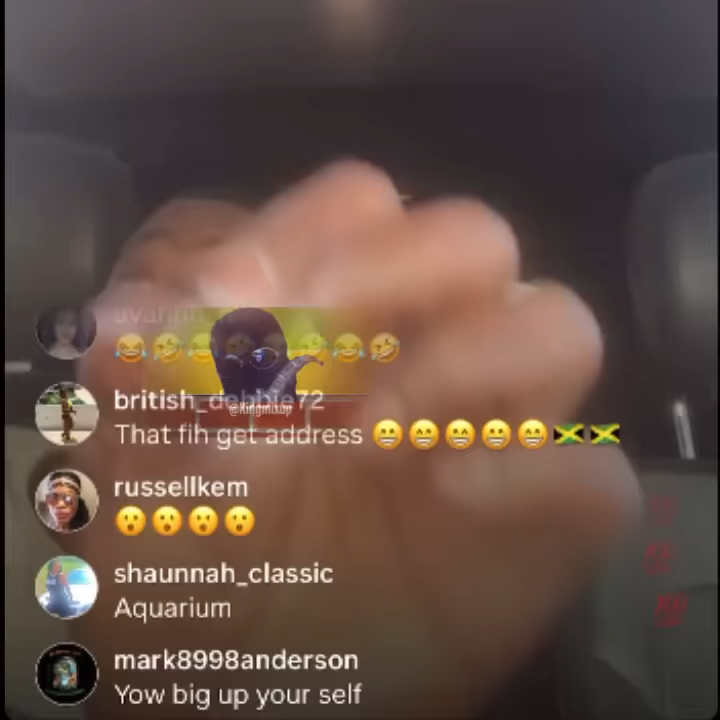 😂🤣😂😂🤣😂🤣
british_debbie72
@Kingmixup
That fih get address 😬😁😁😬😁🇯🇲🇯🇲
russellkem
😮😮😮😮
shaunnah_classic
Aquarium
mark8998anderson
Yow big up your self